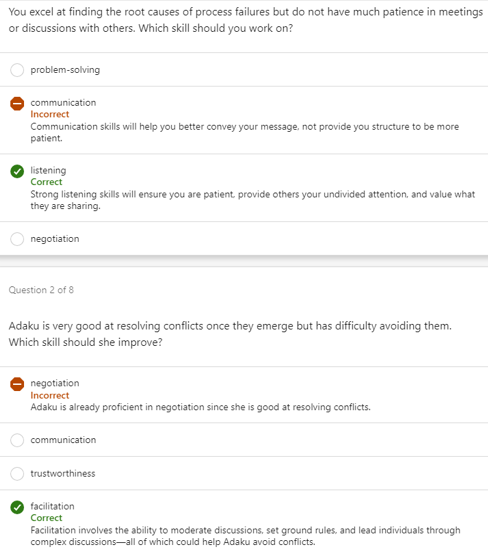 You excel at finding the root causes of process failures but do not have much patience in meetings
or discussions with others. Which skill should you work on?
problem-solving
communication
Incorrect
Communication skills will help you better convey your message, not provide you structure to be more
patient.
listening
Correct
Strong listening skills will ensure you are patient, provide others your undivided attention, and value what
they are sharing.
negotiation
Question 2 of 8
Adaku is very good at resolving conflicts once they emerge but has difficulty avoiding them.
Which skill should she improve?
negotiation
Incorrect
Adaku is already proficient in negotiation since she is good at resolving conflicts.
communication
trustworthiness
facilitation
Correct
Facilitation involves the ability to moderate discussions, set ground rules, and lead individuals through
complex discussions—all of which could help Adaku avoid conflicts.